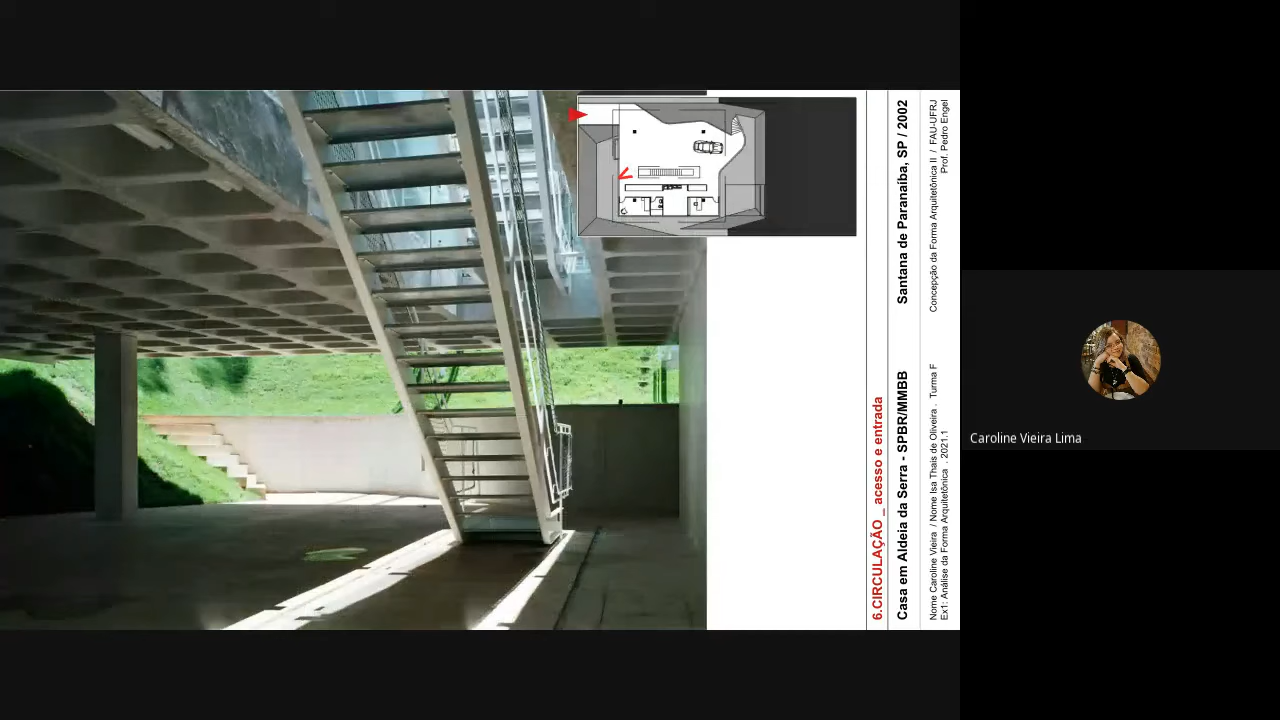 6.CIRCULAÇÃO _ acesso e entrada
Casa em Aldeia da Serra - SPBR/MMBB
Santana de Paranaíba, SP / 2002
Nome Caroline Vieira / Nome Isa Thais de Oliveira . Turma F
Ex1: Análise da Forma Arquitetônica . 2021.1
Concepção da Forma Arquitetônica II / FAU-UFRJ
Prof. Pedro Engel
Caroline Vieira Lima